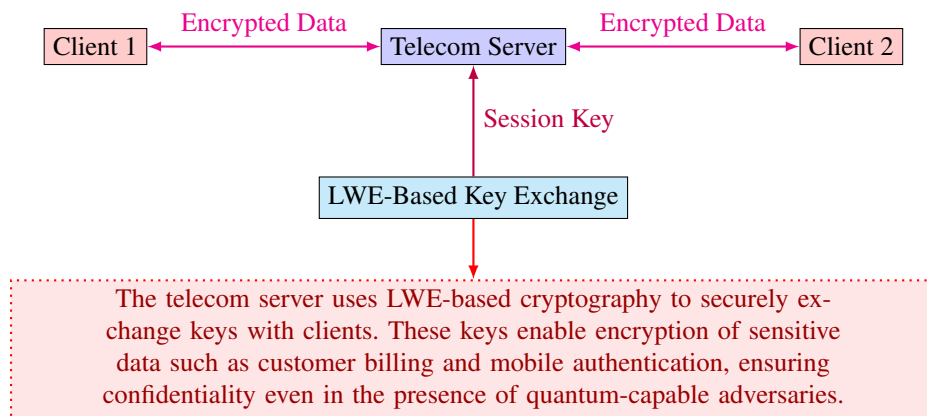 Encrypted Data
Encrypted Data
Client 1
Telecom Server
Client 2
Session Key
LWE-Based Key Exchange
The telecom server uses LWE-based cryptography to securely ex-
change keys with clients. These keys enable encryption of sensitive
data such as customer billing and mobile authentication, ensuring
confidentiality even in the presence of quantum-capable adversaries.